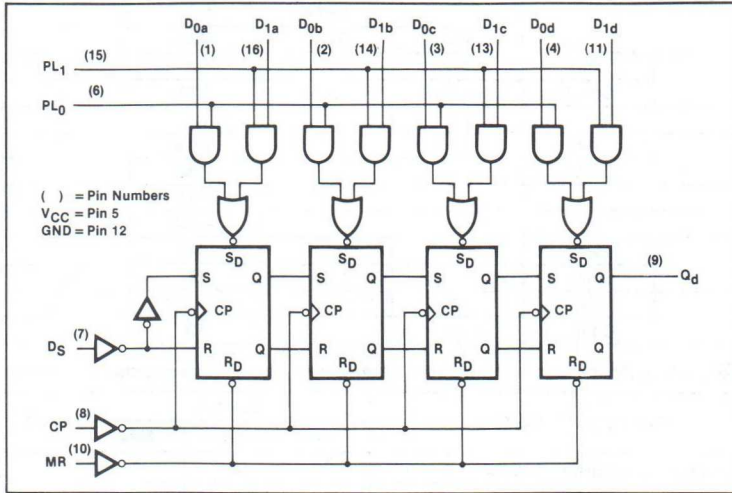 D0a D1a D0b D1b D0c D1c D0d D1d
(1) (16) (2) (14) (3) (13) (4) (11)
PL1 (15)
PL0 (6)
( ) = Pin Numbers
VCC = Pin 5
GND = Pin 12
SD SD SD SD
S Q S Q S Q S Q (9) Qd
CP CP CP CP
DS (7) R Q R Q R Q R Q
RD RD RD RD
CP (8)
MR (10)